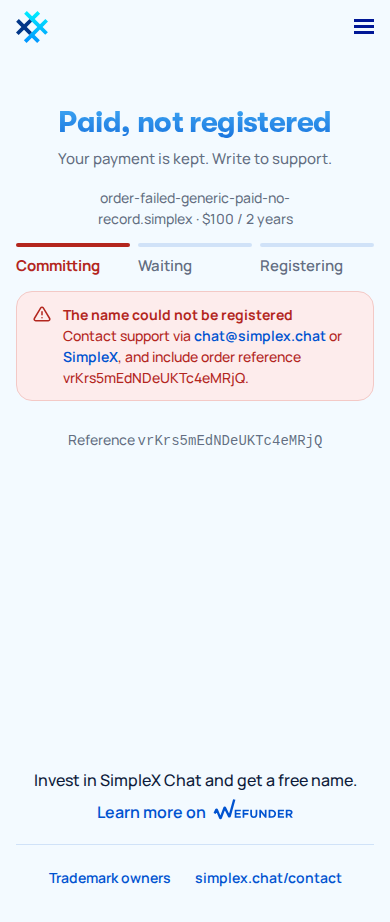 Paid, not registered
Your payment is kept. Write to support.
order-failed-generic-paid-no-
record.simplex · $100 / 2 years
Committing Waiting Registering
The name could not be registered
Contact support via chat@simplex.chat or
SimpleX, and include order reference
vrKrs5mEdNDeUKTc4eMRjQ.
Reference vrKrs5mEdNDeUKTc4eMRjQ
Invest in SimpleX Chat and get a free name.
Learn more on WEFUNDER
Trademark owners simplex.chat/contact